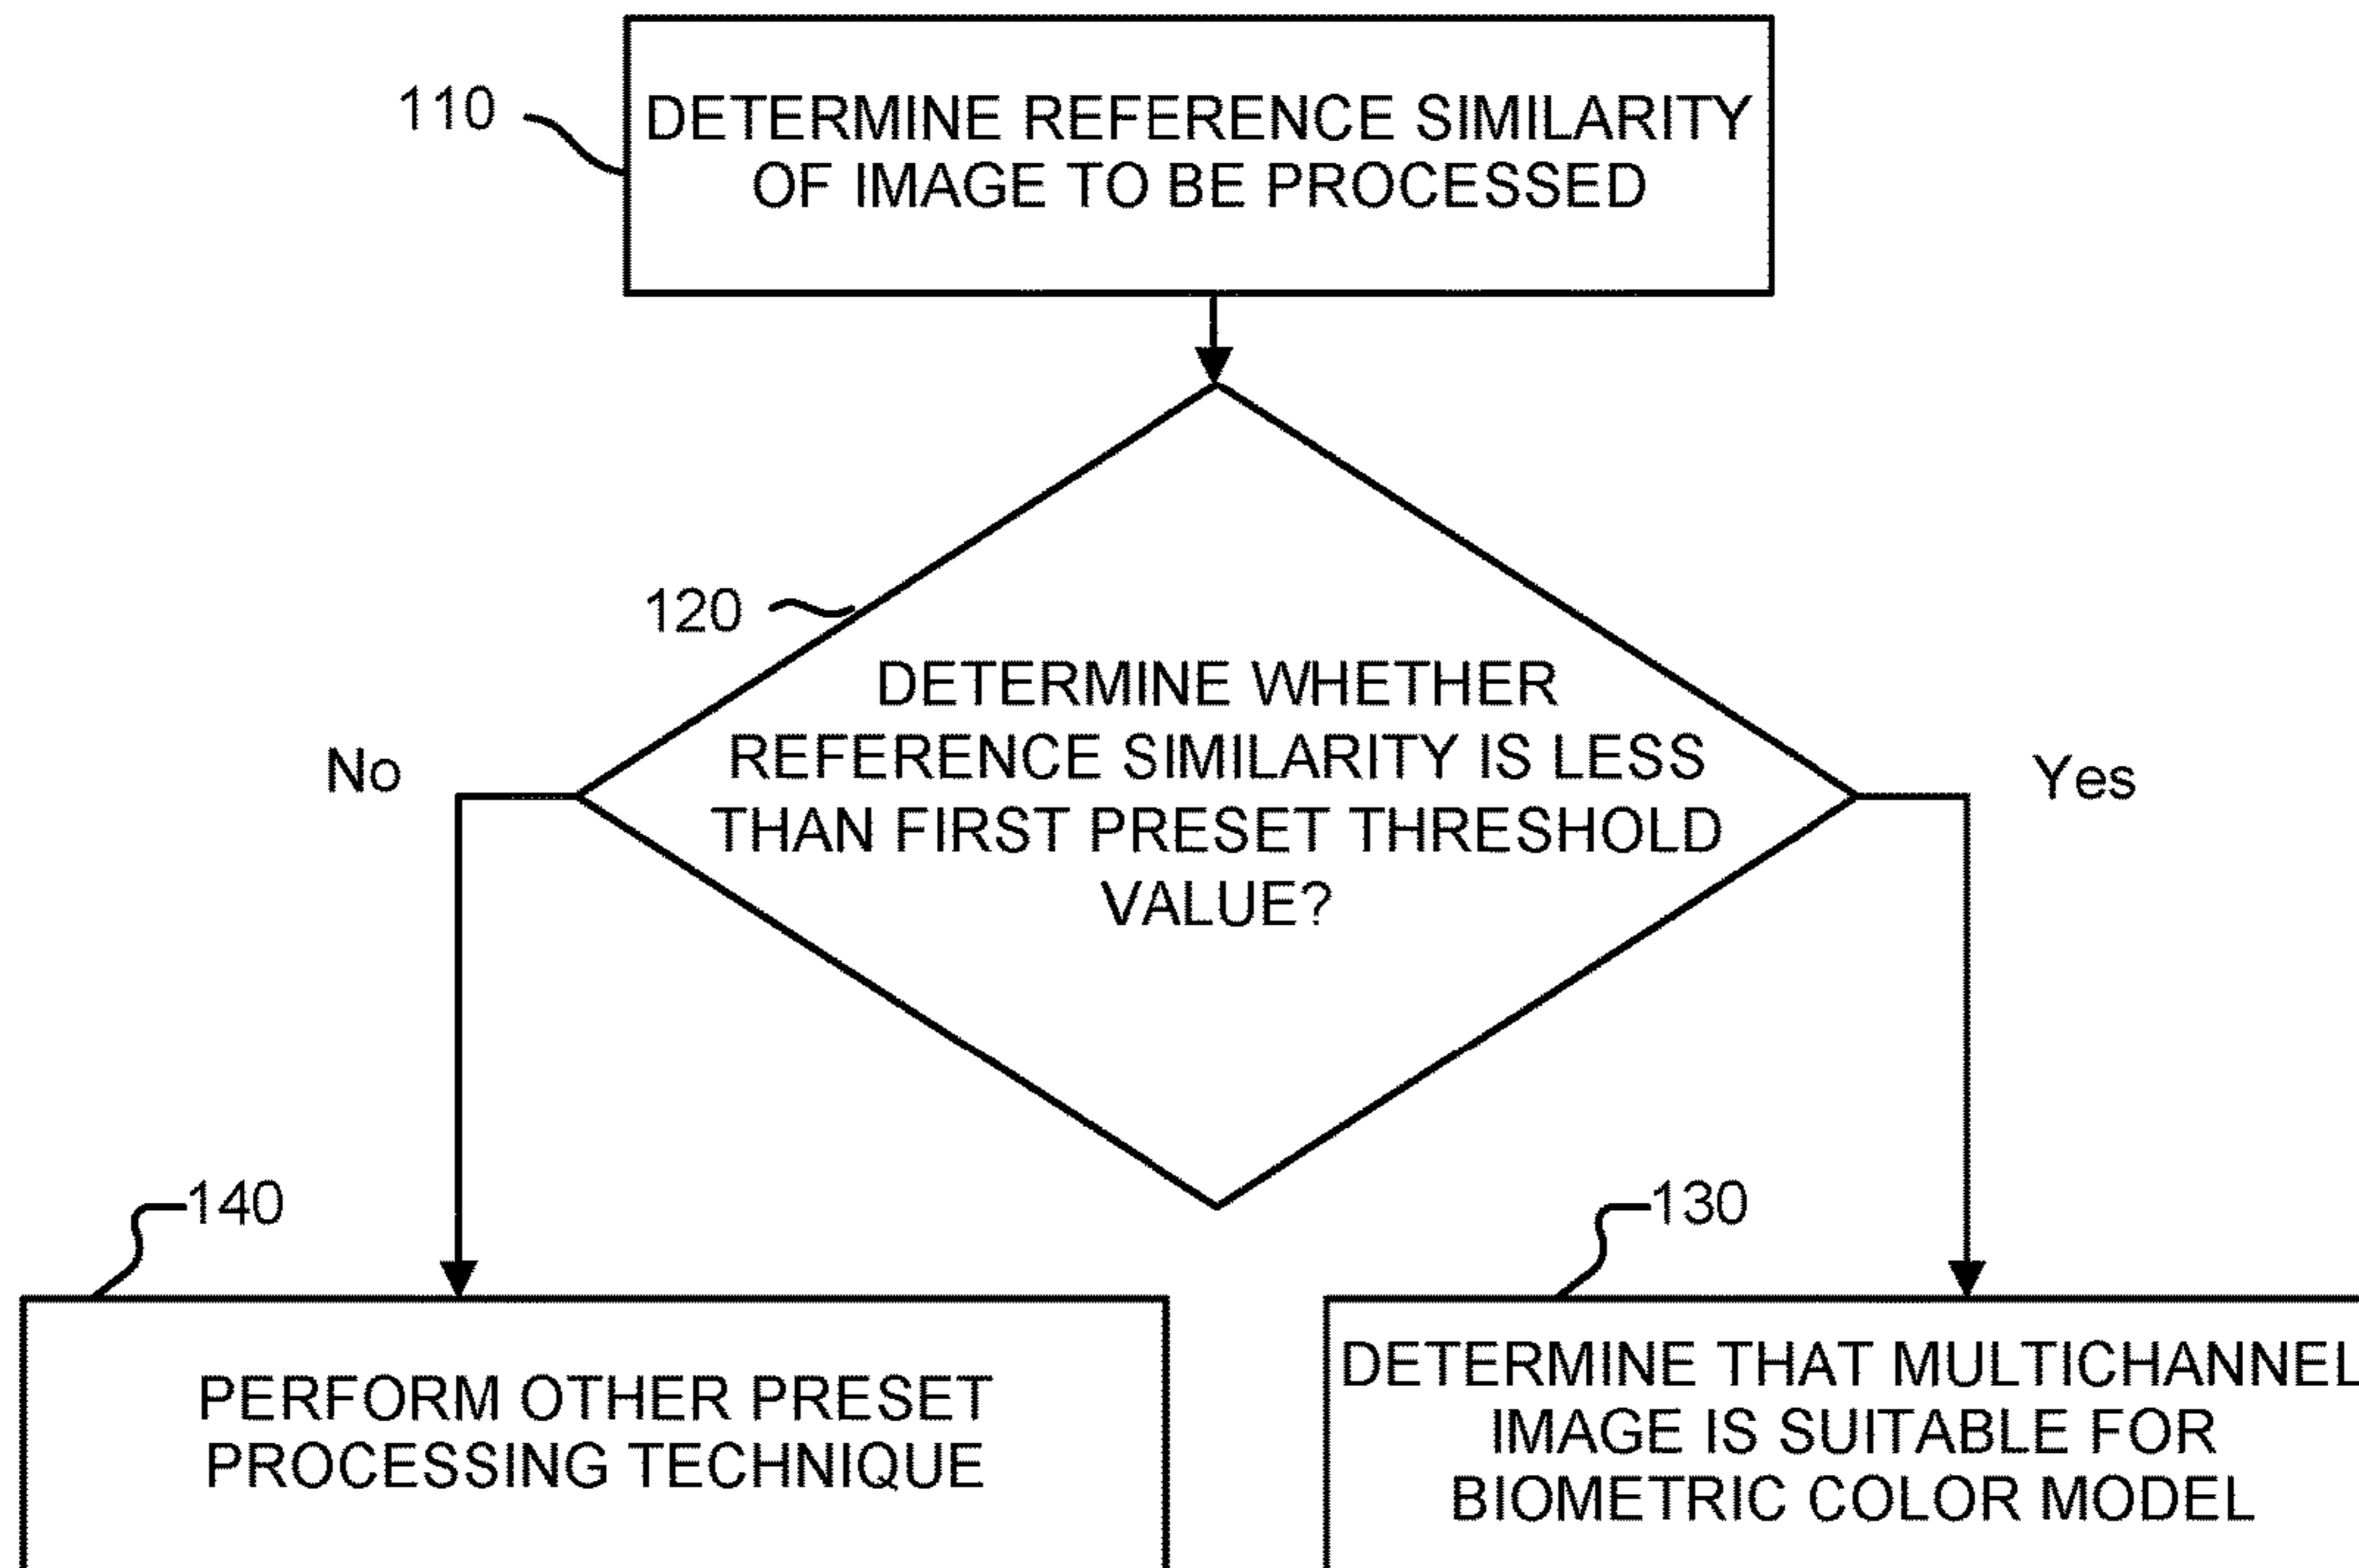 110
DETERMINE REFERENCE SIMILARITY
OF IMAGE TO BE PROCESSED
120
DETERMINE WHETHER
REFERENCE SIMILARITY IS LESS
THAN FIRST PRESET THRESHOLD
VALUE?
No
Yes
140
PERFORM OTHER PRESET
PROCESSING TECHNIQUE
130
DETERMINE THAT MULTICHANNEL
IMAGE IS SUITABLE FOR
BIOMETRIC COLOR MODEL